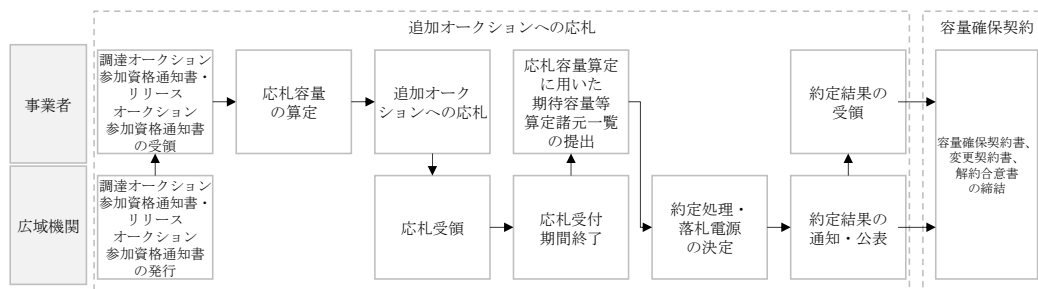 追加オークションへの応札
容量確保契約
事業者
調達オークション
参加資格通知書・
リリース
オークション
参加資格通知書
の受領
応札容量
の算定
追加オーク
ションへの応札
応札容量算定
に用いた
期待容量等
算定諸元一覧
の提出
約定結果の
受領
容量確保契約書、
変更契約書、
解約合意書
の締結
広域機関
調達オークション
参加資格通知書・
リリース
オークション
参加資格通知書
の発行
応札受領
応札受付
期間終了
約定処理・
落札電源
の決定
約定結果の
通知・公表